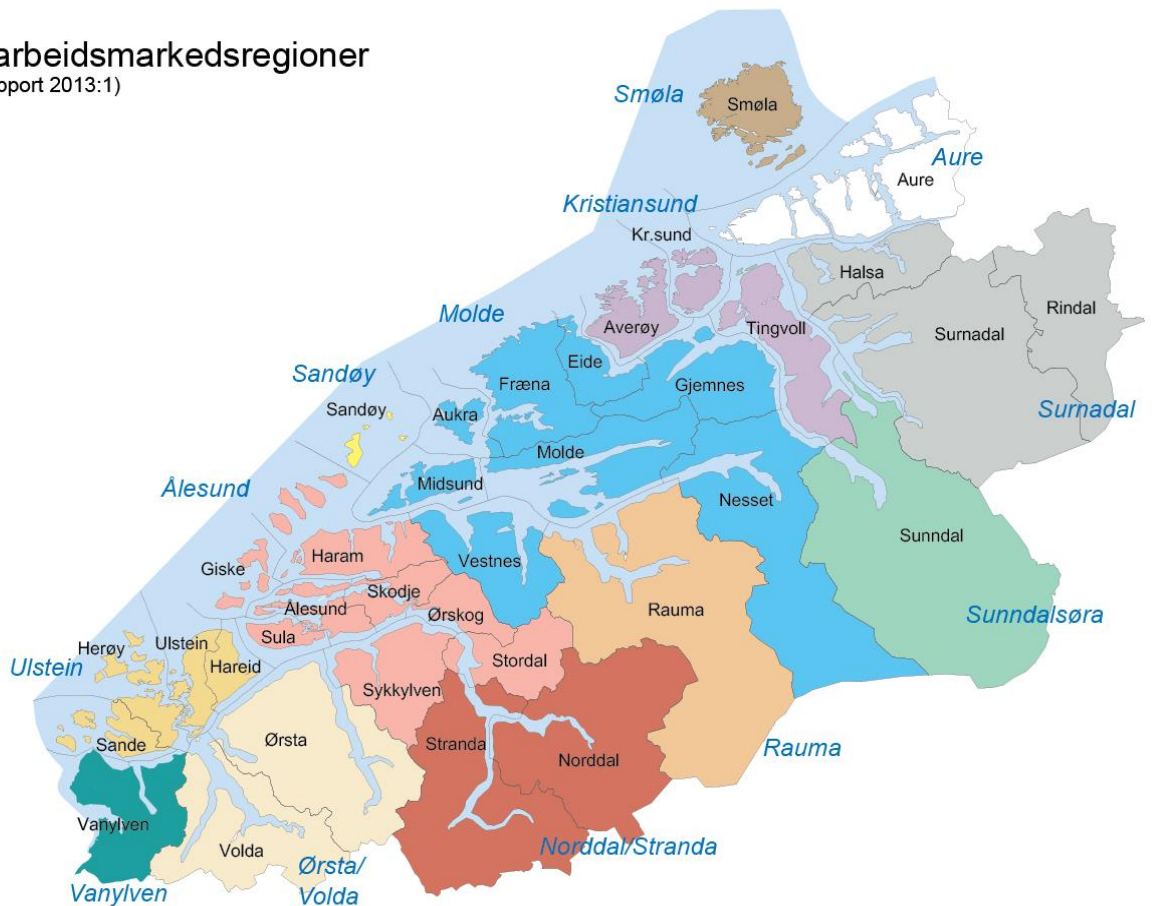 arbeidsmarkedsregioner
port 2013:1)
Smøla
Smøla
Aure
Aure
Kristiansund
Kr.sund
Halsa
Rindal
Molde
Averøy
Tingvoll
Surnadal
Eide
Sandøy
Fræna
Gjemnes
Sandøy
Aukra
Surnadal
Molde
Ålesund
Midsund
Nesset
Sunndal
Haram
Vestnes
Giske
Skodje
Ålesund
Ørskog
Rauma
Sunndalsøra
Sula
Ulstein
Herøy
Hareid
Stordal
Ulstein
Sykkylven
Ørsta
Stranda
Sande
Norddal
Rauma
Vanylven
Volda
Norddal/Stranda
Ørsta/
Volda
Vanylven